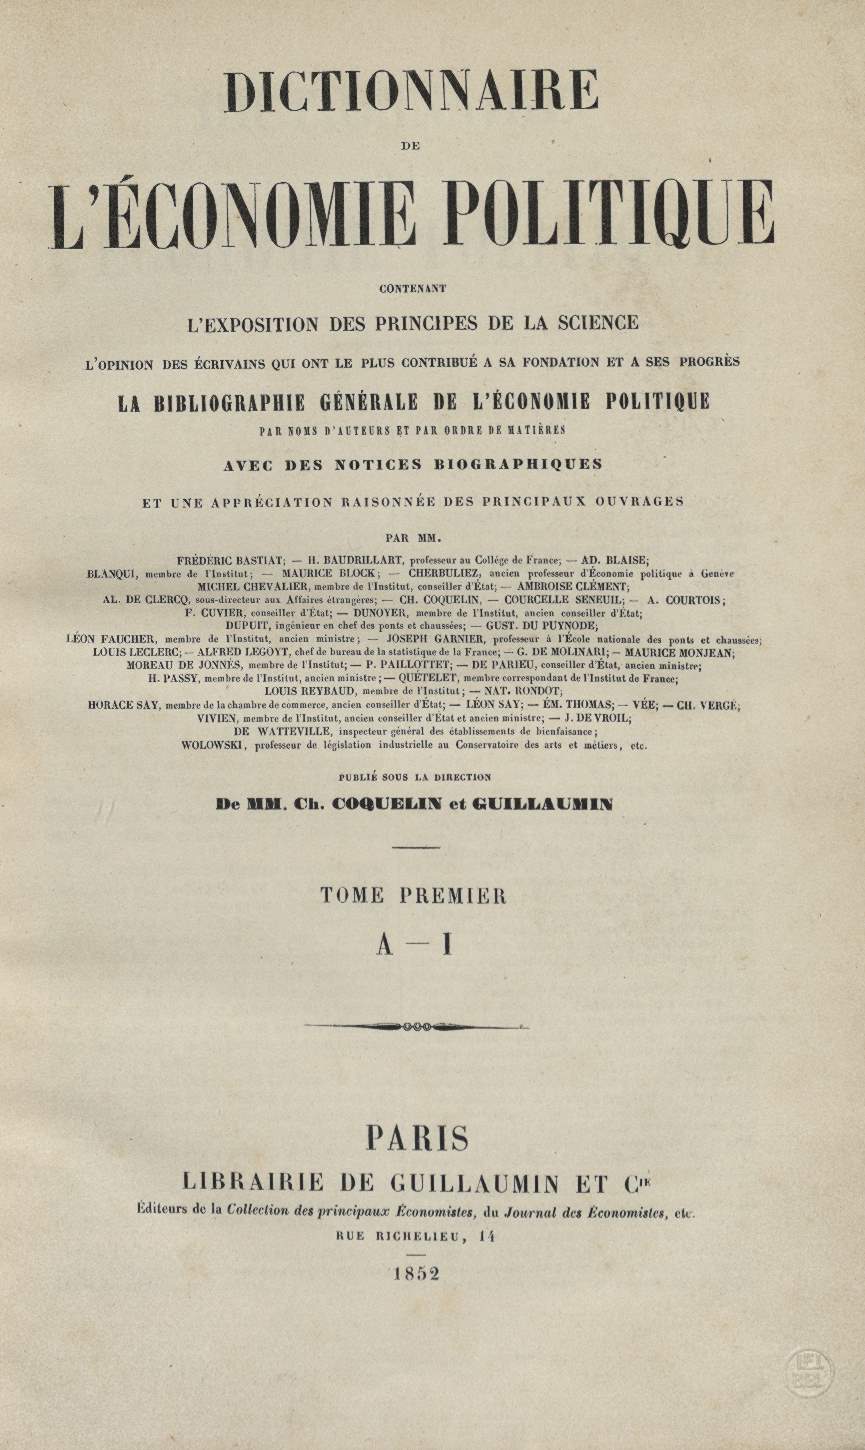 DICTIONNAIRE
DE
L'ÉCONOMIE POLITIQUE
CONTENANT
L'EXPOSITION DES PRINCIPES DE LA SCIENCE
L'OPINION DES ÉCRIVAINS QUI ONT LE PLUS CONTRIBUÉ A SA FONDATION ET A SES PROGRÈS
LA BIBLIOGRAPHIE GÉNÉRALE DE L'ÉCONOMIE POLITIQUE
PAR NOMS D'AUTEURS ET PAR ORDRE DE MATIÈRES
AVEC DES NOTICES BIOGRAPHIQUES
ET UNE APPRÉCIATION RAISONNÉE DES PRINCIPAUX OUVRAGES
PAR MM.
FRÉDÉRIC BASTIAT; — H. BAUDRILLART, professeur au Collége de France; — AD. BLAISE;
BLANQUI, membre de l'Institut; — MAURICE BLOCK; — CHERBULIEZ, ancien professeur d'Économie politique à Genève
MICHEL CHEVALIER, membre de l'Institut, conseiller d'État; — AMBROISE CLÉMENT;
AL. DE CLERCQ, sous-directeur aux Affaires étrangères; — CH. COQUELIN, — COURCELLE SENEUIL; — A. COURTOIS;
F. CUVIER, conseiller d'État; — DUNOYER, membre de l'Institut, ancien conseiller d'État;
DUPUIT, ingénieur en chef des ponts et chaussées; — GUST. DU PUYNODE;
LÉON FAUCHER, membre de l'Institut, ancien ministre; — JOSEPH GARNIER, professeur à l'École nationale des ponts et chaussées;
LOUIS LECLERC; — ALFRED LEGOYT, chef de bureau de la statistique de la France; — G. DE MOLINARI; — MAURICE MONJEAN;
MOREAU DE JONNÈS, membre de l'Institut; — P. PAILLOTTET; — DE PARIEU, conseiller d'État, ancien ministre;
H. PASSY, membre de l'Institut, ancien ministre; — QUÉTELET, membre correspondant de l'Institut de France;
LOUIS REYBAUD, membre de l'Institut; — NAT. RONDOT;
HORACE SAY, membre de la chambre de commerce, ancien conseiller d'État; — LÉON SAY; — ÉM. THOMAS; — VÉE; — CH. VERGÉ;
VIVIEN, membre de l'Institut, ancien conseiller d'État et ancien ministre; — J. DE VROIL;
DE WATTEVILLE, inspecteur général des établissements de bienfaisance;
WOLOWSKI, professeur de législation industrielle au Conservatoire des arts et métiers, etc.
PUBLIÉ SOUS LA DIRECTION
De MM. Ch. COQUELIN et GUILLAUMIN
TOME PREMIER
A — I
PARIS
LIBRAIRIE DE GUILLAUMIN ET Cie
Éditeurs de la Collection des principaux Économistes, du Journal des Économistes, etc.
RUE RICHELIEU, 14
1852